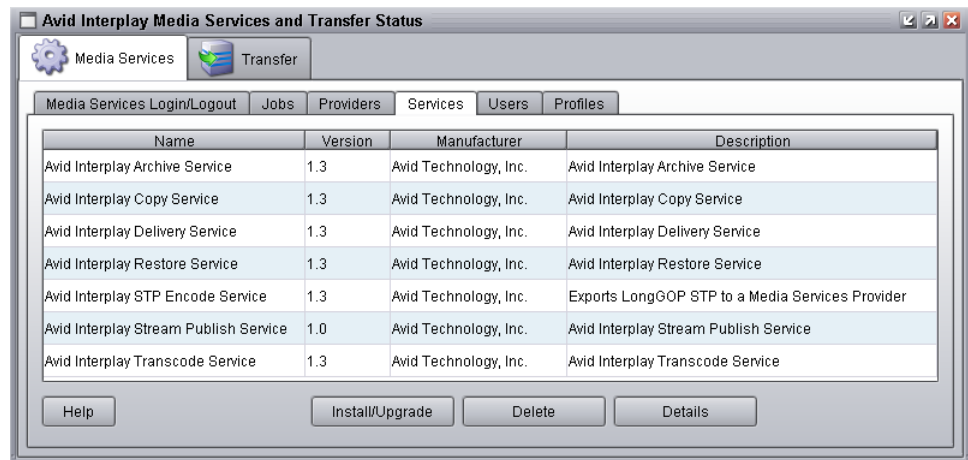 Avid Interplay Media Services and Transfer Status
Media Services Transfer
Media Services Login/Logout Jobs Providers Services Users Profiles
Name Version Manufacturer Description
Avid Interplay Archive Service 1.3 Avid Technology, Inc. Avid Interplay Archive Service
Avid Interplay Copy Service 1.3 Avid Technology, Inc. Avid Interplay Copy Service
Avid Interplay Delivery Service 1.3 Avid Technology, Inc. Avid Interplay Delivery Service
Avid Interplay Restore Service 1.3 Avid Technology, Inc. Avid Interplay Restore Service
Avid Interplay STP Encode Service 1.3 Avid Technology, Inc. Exports LongGOP STP to a Media Services Provider
Avid Interplay Stream Publish Service 1.0 Avid Technology, Inc. Avid Interplay Stream Publish Service
Avid Interplay Transcode Service 1.3 Avid Technology, Inc. Avid Interplay Transcode Service
Help Install/Upgrade Delete Details